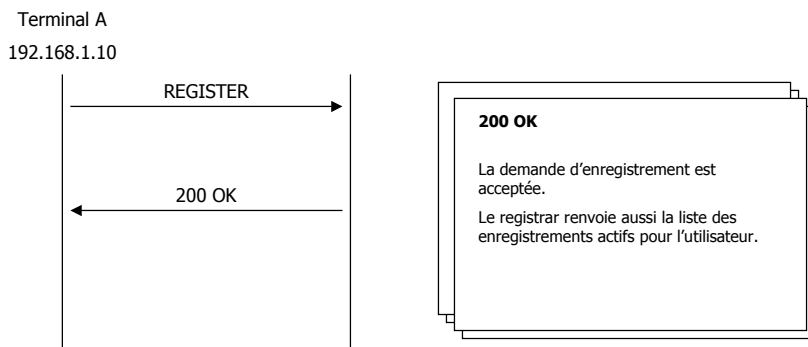 Terminal A
192.168.1.10
REGISTER
200 OK
200 OK
La demande d'enregistrement est
acceptée.
Le registrar renvoie aussi la liste des
enregistrements actifs pour l'utilisateur.